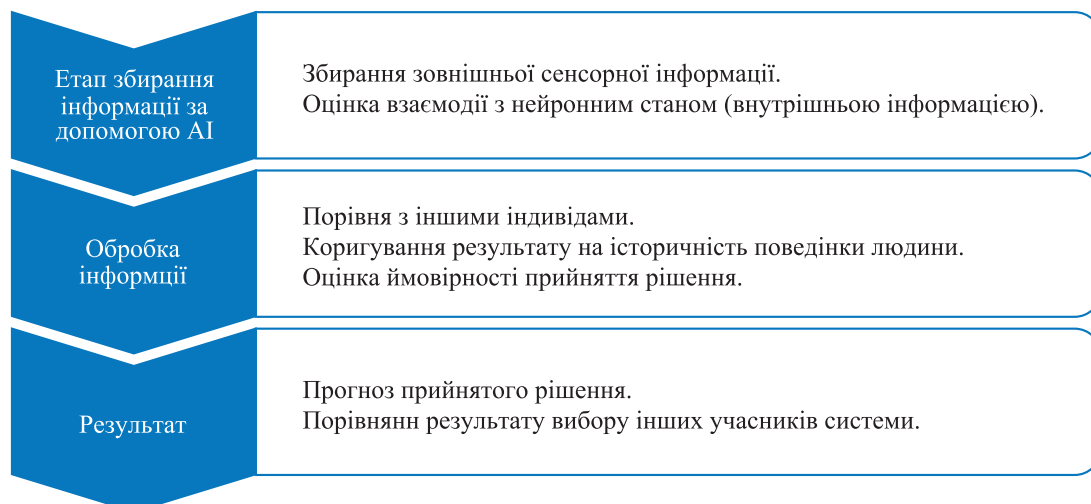 Етап збирання
інформації за
допомогою AI
Збирання зовнішньої сенсорної інформації.
Оцінка взаємодії з нейронним станом (внутрішньою інформацією).
Обробка
інформції
Порівня з іншими індивідами.
Коригування результату на історичність поведінки людини.
Оцінка ймовірності прийняття рішення.
Результат
Прогноз прийнятого рішення.
Порівнянн результату вибору інших учасників системи.